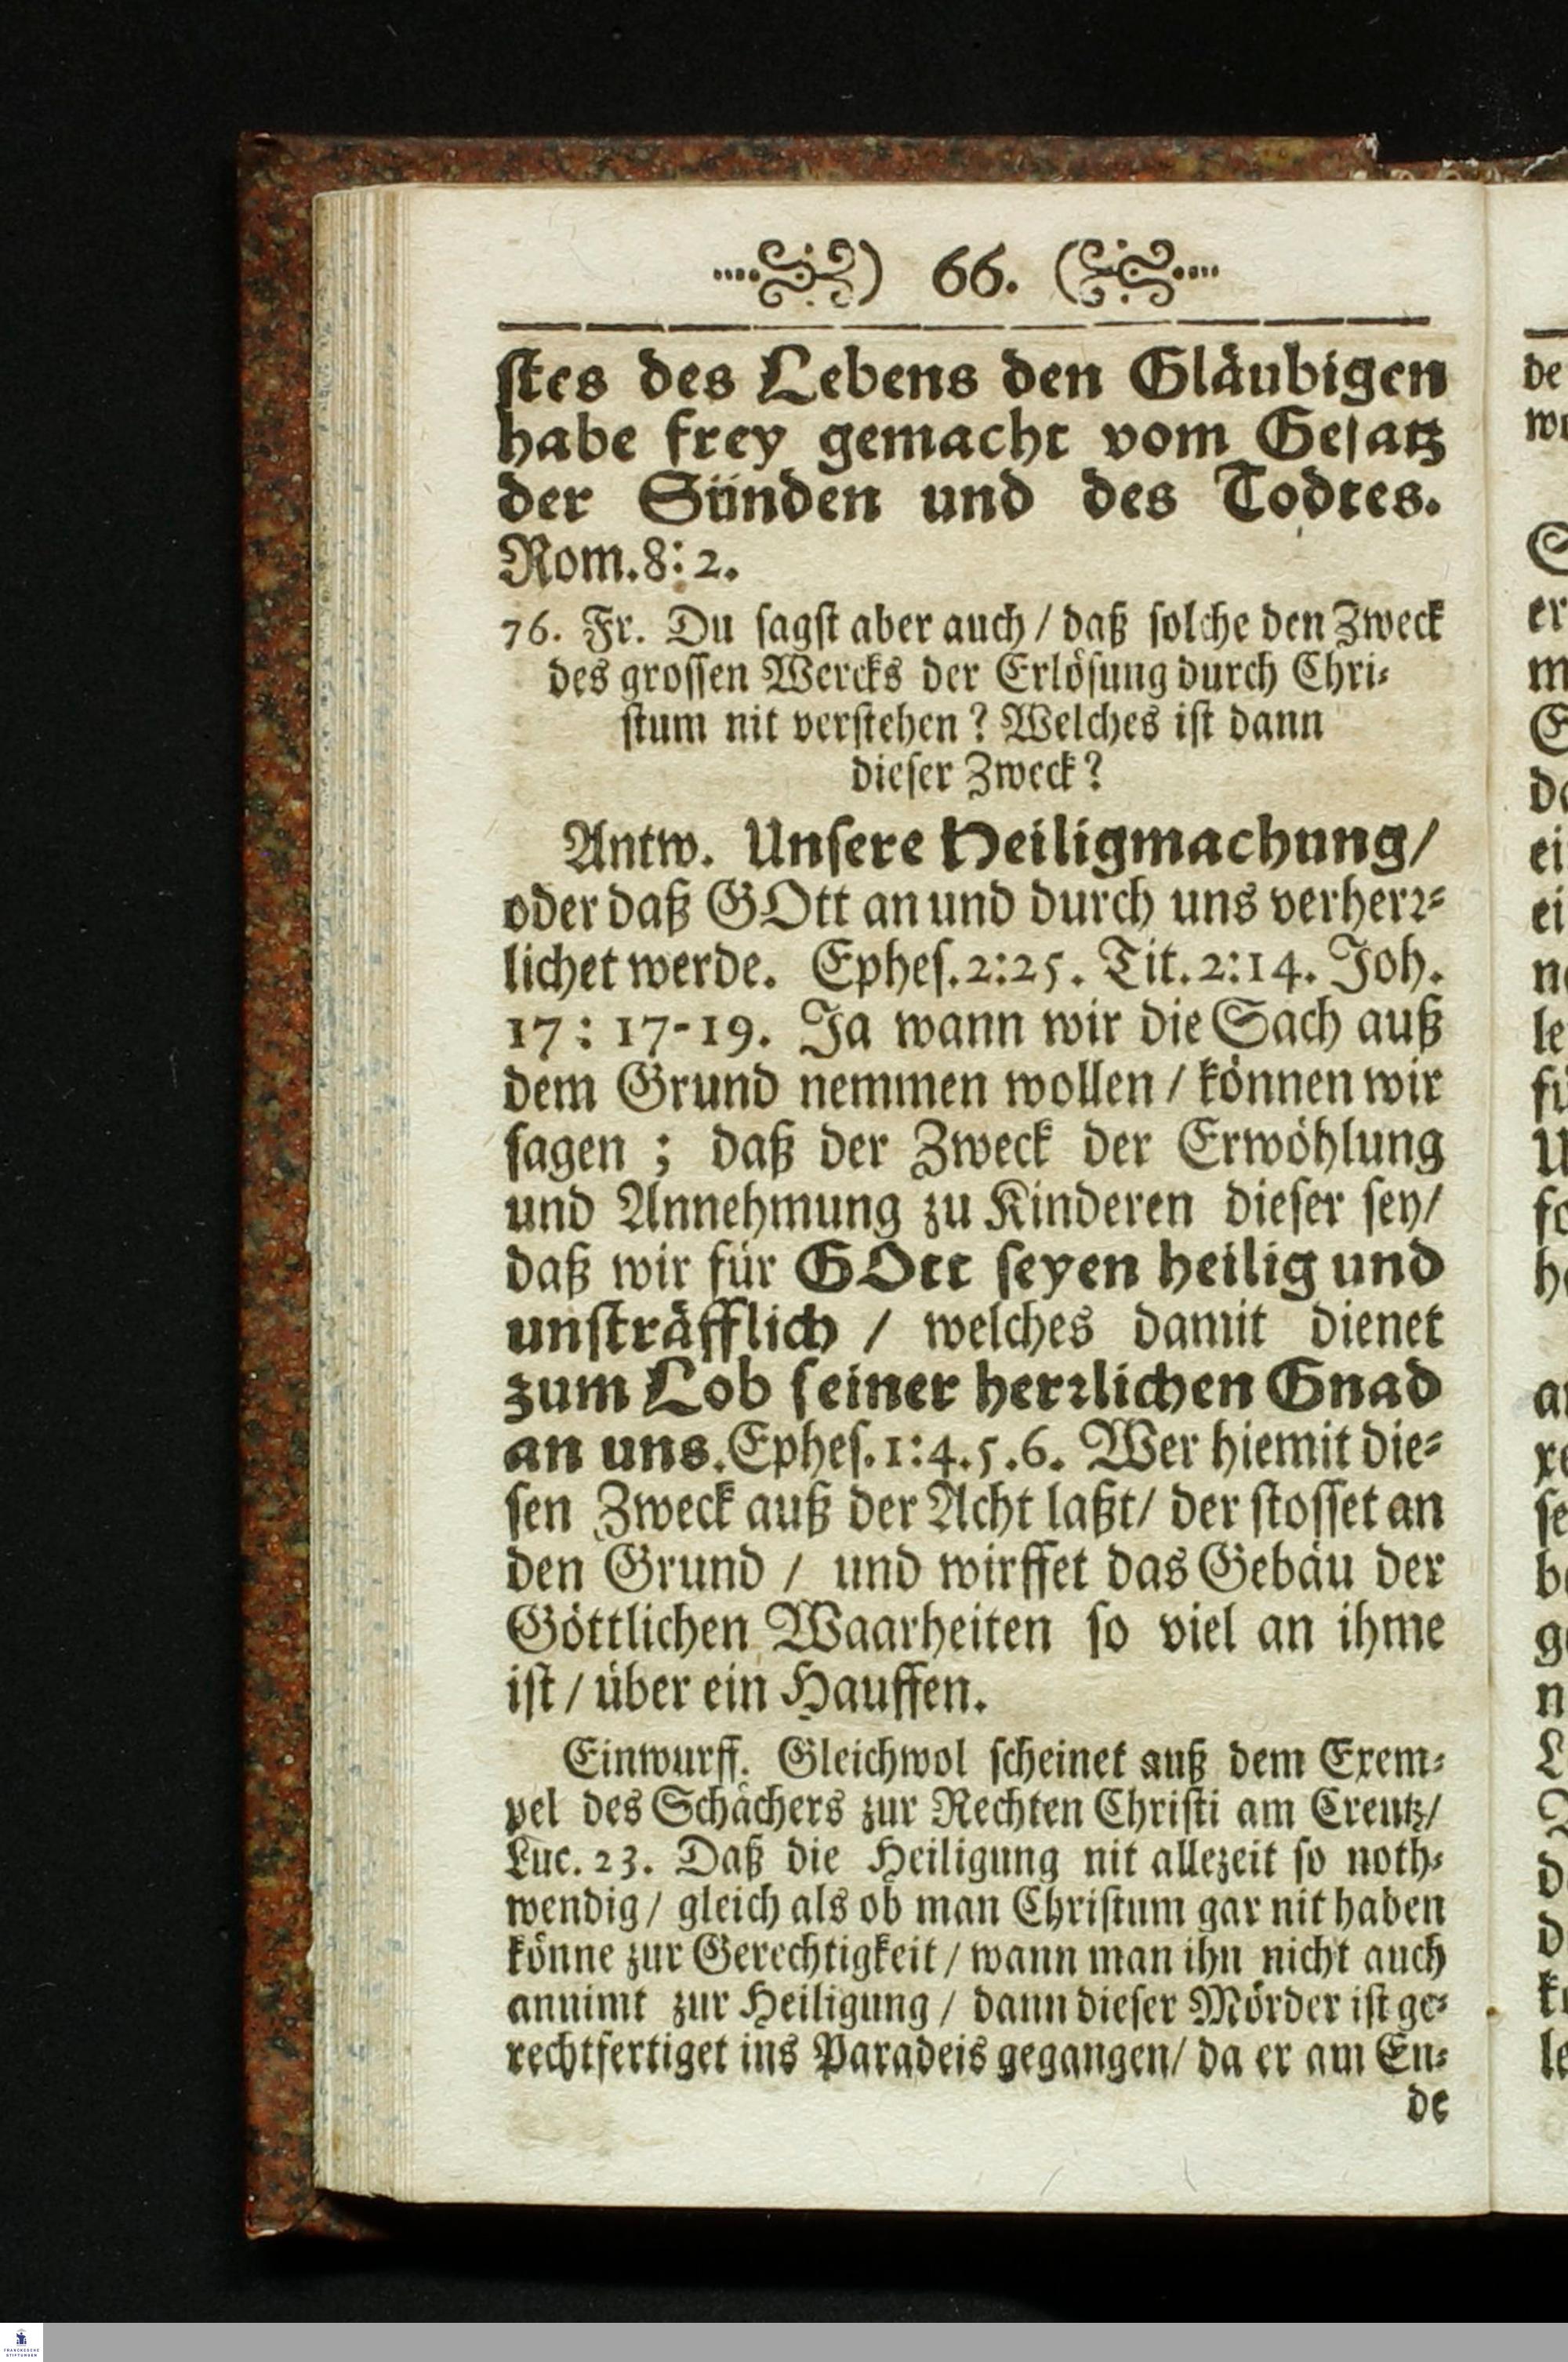 66.
stes des Lebens den Gläubigen
habe frey gemacht vom Gesatz
der Sünden und des Todtes.
Rom.8:2.
76. Fr. Du sagst aber auch / daß solche den Zweck
des grossen Wercks der Erlösung durch Chri-
stum nit verstehen? Welches ist dann
dieser Zweck?
Antw. Unsere Heiligmachung/
oder daß GOtt an und durch uns verherr-
lichet werde. Ephes.2:25. Tit.2:14. Joh.
17: 17-19. Ja wann wir die Sach auß
dem Grund nemmen wollen / können wir
sagen ; daß der Zweck der Erwöhlung
und Annehmung zu Kinderen dieser sey/
daß wir für GOtt seyen heilig und
unsträfflich / welches damit dienet
zum Lob seiner herrlichen Gnad
an uns.Ephes.1:4.5.6. Wer hiemit die-
sen Zweck auß der Acht laßt/ der stosset an
den Grund / und wirffet das Gebäu der
Göttlichen Waarheiten so viel an ihme
ist / über ein Hauffen.
Einwurff. Gleichwol scheinet auß dem Exem-
pel des Schächers zur Rechten Christi am Creutz/
Luc. 23. Daß die Heiligung nit allezeit so noth-
wendig / gleich als ob man Christum gar nit haben
könne zur Gerechtigkeit / wann man ihn nicht auch
annimt zur Heiligung / dann dieser Mörder ist ge-
rechtfertiget ins Paradeis gegangen/ da er am En-
de
FRANCKESCHE
STIFTUNGEN